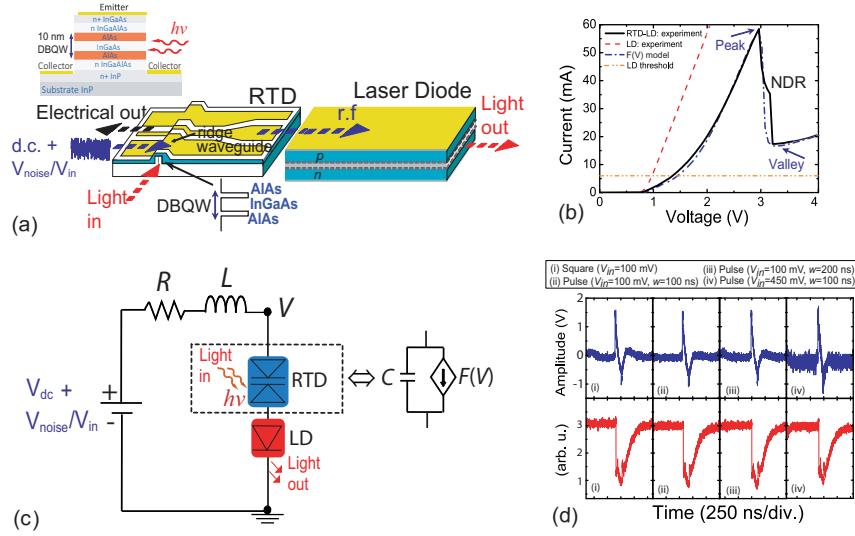 (a)
Emitter
n+ InGaAs
n InGaAlAs
AlAs
InGaAs
AlAs
n InGaAlAs
n+ InP
Substrate InP
10 nm
DBQW
hν
Collector
Collector
Electrical out
RTD
Laser Diode
Light
out
r.f
ridge
waveguide
d.c. +
Vnoise/Vin
Light
in
p
n
DBQW
AlAs
InGaAs
AlAs
(b)
RTD-LD: experiment
LD: experiment
F(V) model
LD threshold
Peak
NDR
Valley
Current (mA)
60
50
40
30
20
10
0
0
1
2
3
4
Voltage (V)
(c)
R
L
V
Light
in
hν
RTD
⇔
C
F(V)
Vdc +
Vnoise/Vin
+
-
LD
Light
out
(d)
(i) Square (Vin=100 mV)
(iii) Pulse (Vin=100 mV, w=200 ns)
(ii) Pulse (Vin=100 mV, w=100 ns)
(iv) Pulse (Vin=450 mV, w=100 ns)
Amplitude (V)
2
1
0
-1
(i)
(ii)
(iii)
(iv)
(arb. u.)
3
2
1
(i)
(ii)
(iii)
(iv)
Time (250 ns/div.)